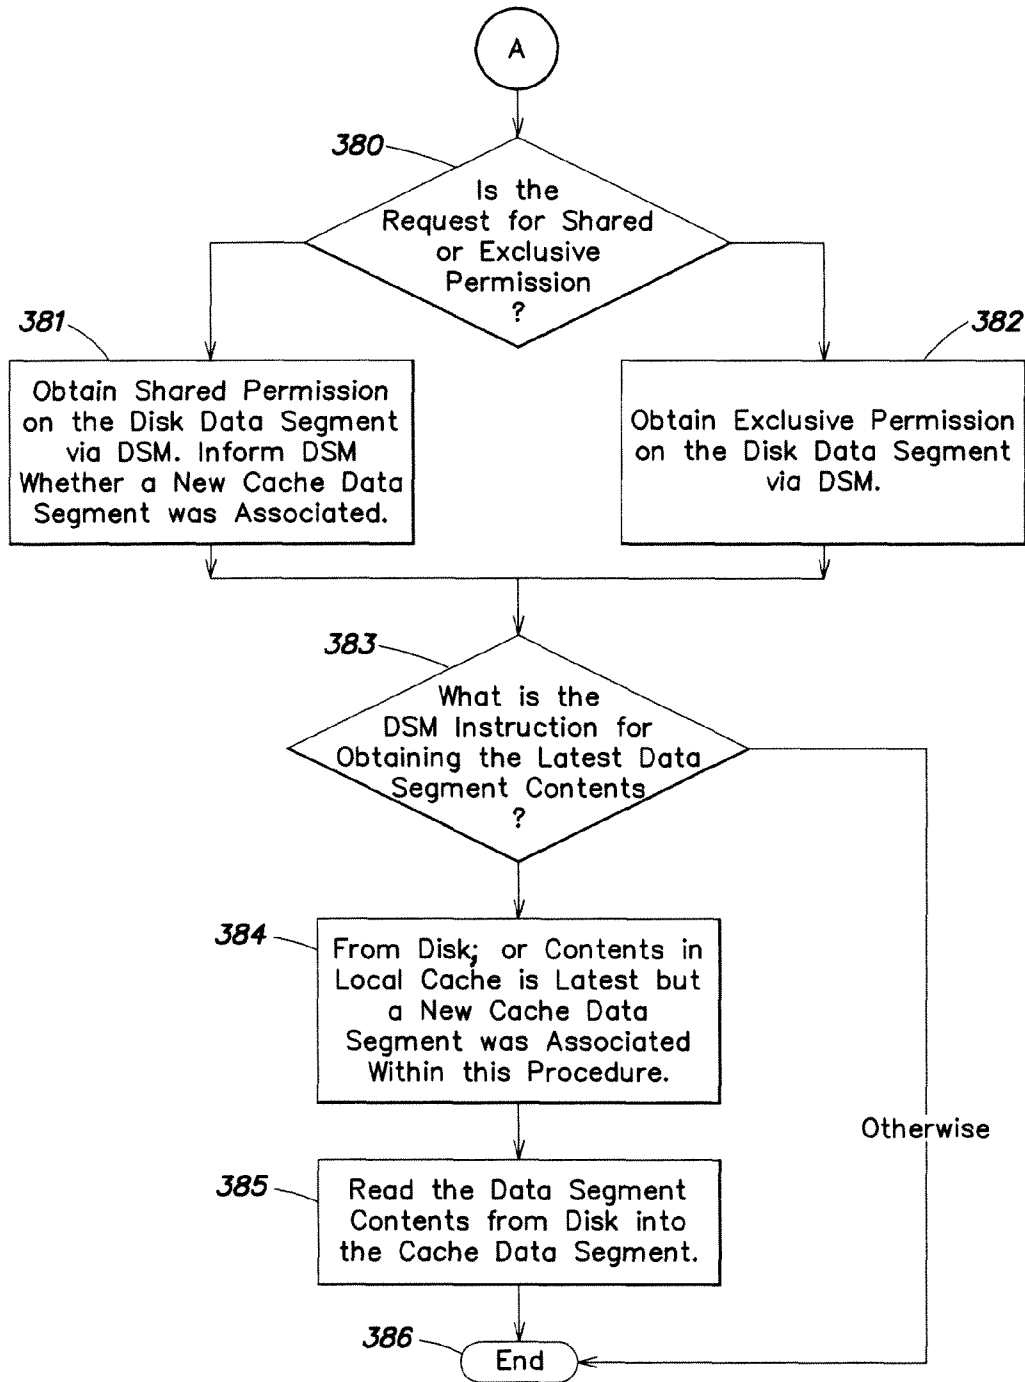 A
380
Is the
Request for Shared
or Exclusive
Permission
?
381
Obtain Shared Permission
on the Disk Data Segment
via DSM. Inform DSM
Whether a New Cache Data
Segment was Associated.
382
Obtain Exclusive Permission
on the Disk Data Segment
via DSM.
383
What is the
DSM Instruction for
Obtaining the Latest Data
Segment Contents
?
384
From Disk; or Contents in
Local Cache is Latest but
a New Cache Data
Segment was Associated
Within this Procedure.
Otherwise
385
Read the Data Segment
Contents from Disk into
the Cache Data Segment.
386
End